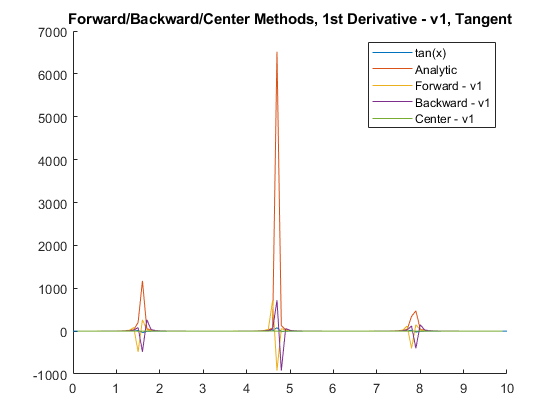 Forward/Backward/Center Methods, 1st Derivative - v1, Tangent
7000
6000
5000
4000
3000
2000
1000
0
-1000
0 1 2 3 4 5 6 7 8 9 10
tan(x)
Analytic
Forward - v1
Backward - v1
Center - v1